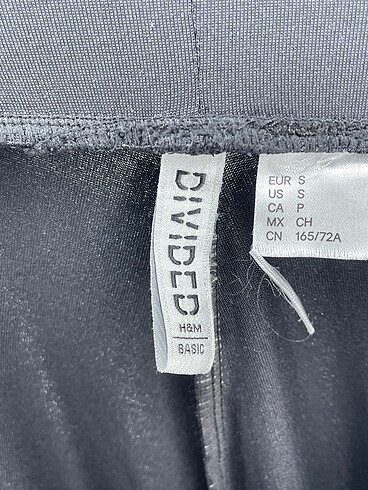 DIVIDED
H&M
BASIC
EUR S
US S
CA P
MX CH
CN 165/72A